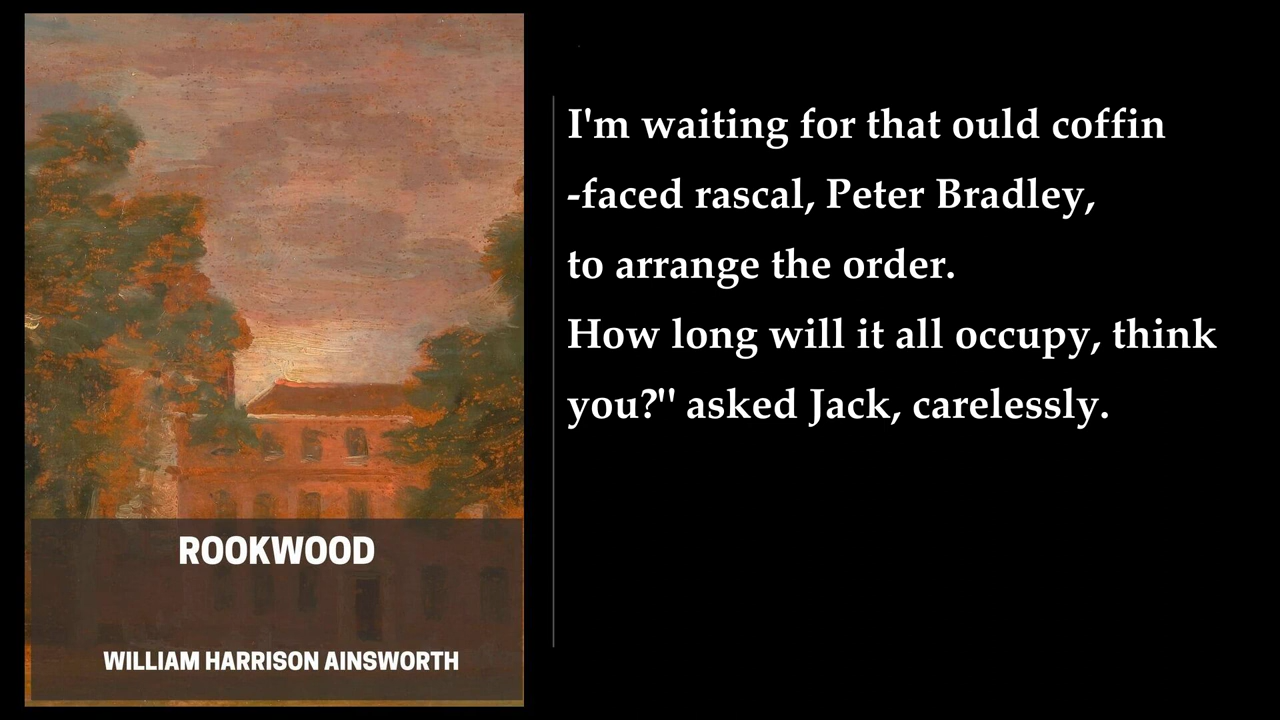 I'm waiting for that ould coffin
-faced rascal, Peter Bradley,
to arrange the order.
How long will it all occupy, think
you?" asked Jack, carelessly.
ROOKWOOD
WILLIAM HARRISON AINSWORTH